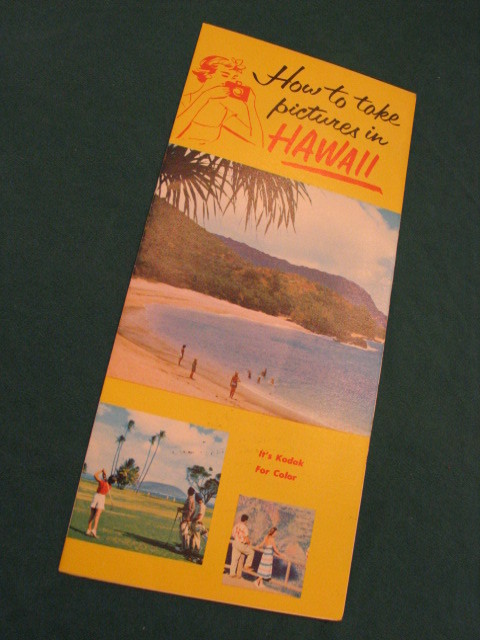 How to take
pictures in
HAWAII
It's Kodak
For Color